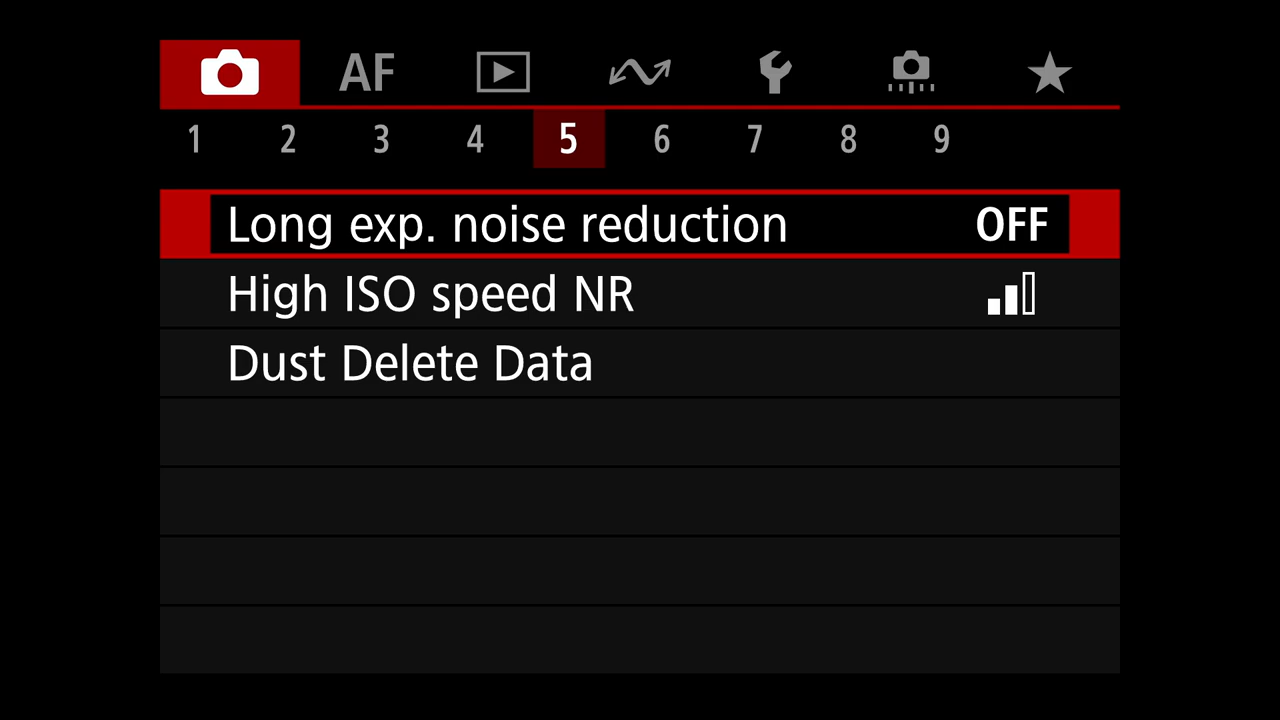 AF
1 2 3 4 5 6 7 8 9
Long exp. noise reduction OFF
High ISO speed NR
Dust Delete Data